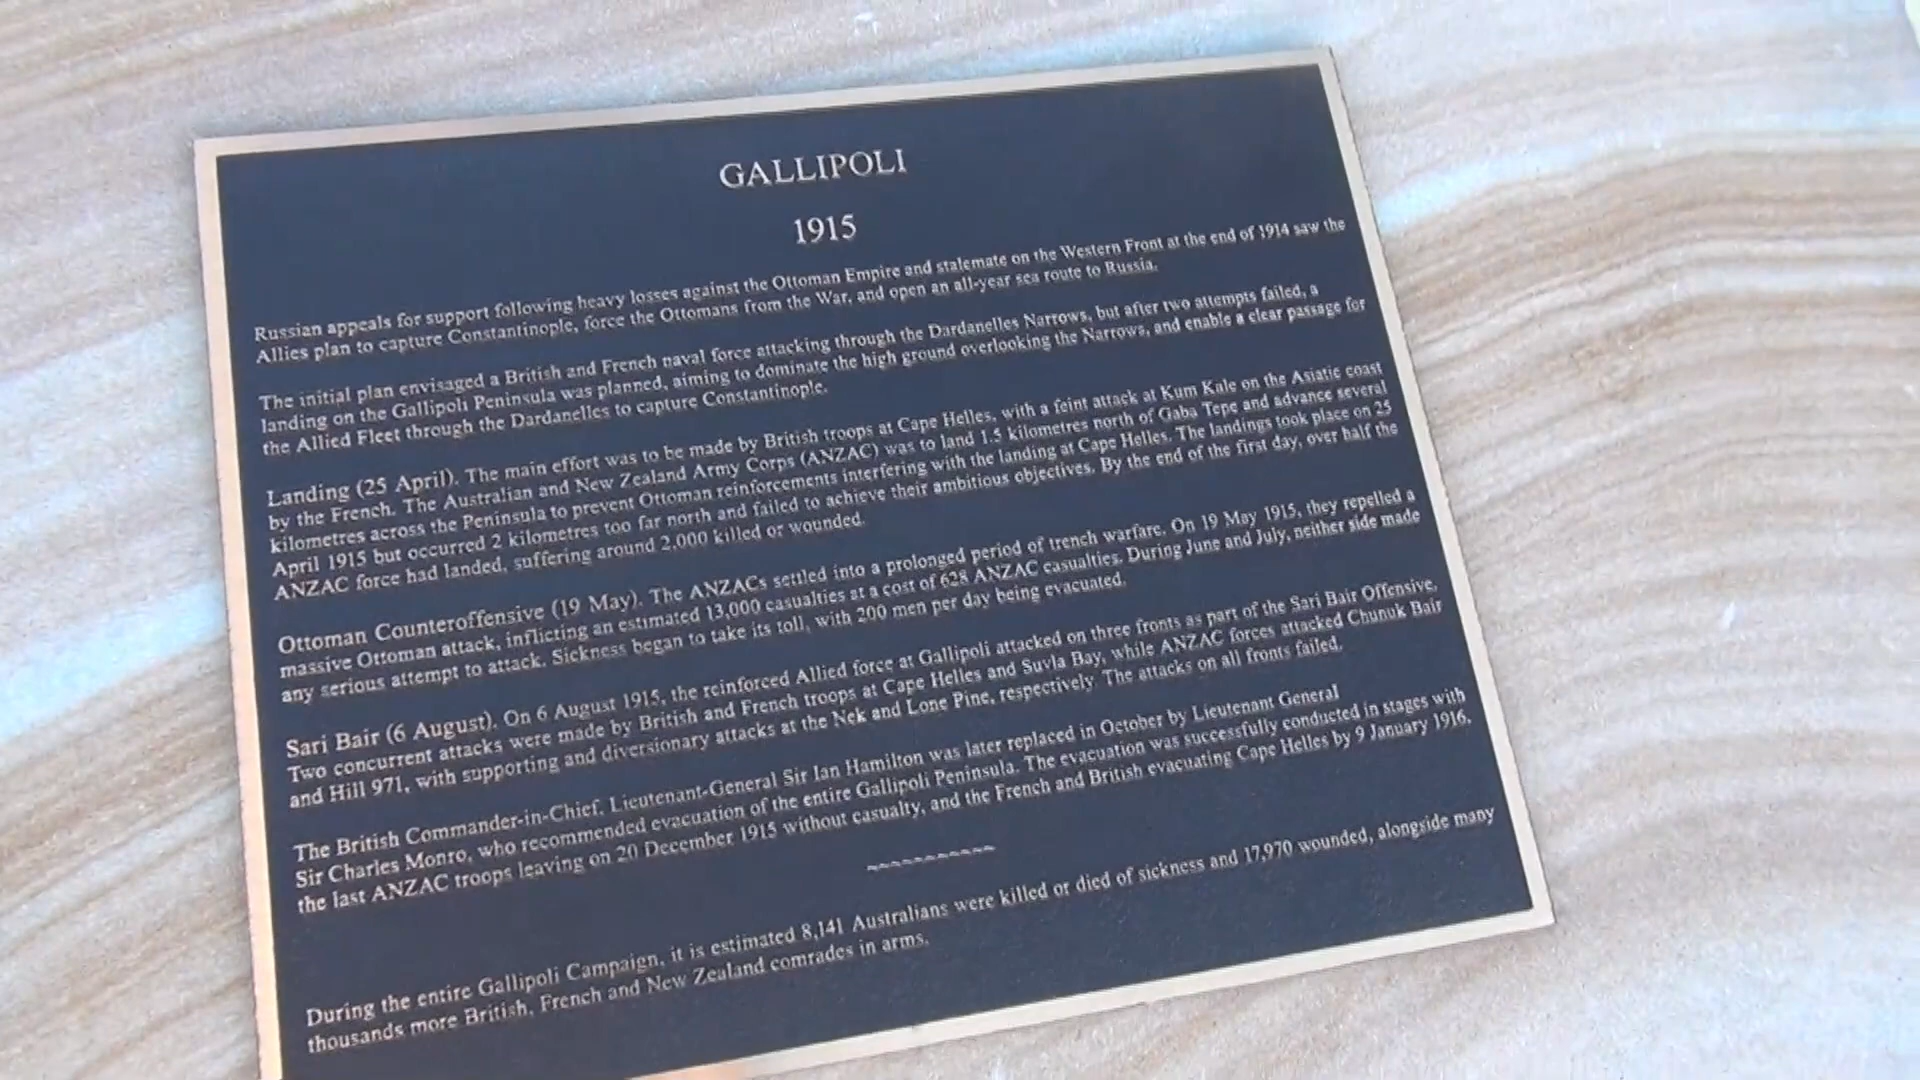 GALLIPOLI
1915
Russian appeals for support following heavy losses against the Ottoman Empire and stalemate on the Western Front at the end of 1914 saw the
Allies plan to capture Constantinople, force the Ottomans from the War, and open an all-year sea route to Russia.
The initial plan envisaged a British and French naval force attacking through the Dardanelles Narrows, but after two attempts failed, a
landing on the Gallipoli Peninsula was planned, aiming to dominate the high ground overlooking the Narrows, and enable a clear passage for
the Allied Fleet through the Dardanelles to capture Constantinople.
Landing (25 April). The main effort was to be made by British troops at Cape Helles, with a feint attack at Kum Kale on the Asiatic coast
by the French. The Australian and New Zealand Army Corps (ANZAC) was to land 1.5 kilometres north of Gaba Tepe and advance several
kilometres across the Peninsula to prevent Ottoman reinforcements interfering with the landing at Cape Helles. The landings took place on 25
April 1915 but occurred 2 kilometres too far north and failed to achieve their ambitious objectives. By the end of the first day, over half the
ANZAC force had landed, suffering around 2,000 killed or wounded.
Ottoman Counteroffensive (19 May). The ANZACs settled into a prolonged period of trench warfare. On 19 May 1915, they repelled a
massive Ottoman attack, inflicting an estimated 13,000 casualties at a cost of 628 ANZAC casualties. During June and July, neither side made
any serious attempt to attack. Sickness began to take its toll, with 200 men per day being evacuated.
Sari Bair (6 August). On 6 August 1915, the reinforced Allied force at Gallipoli attacked on three fronts as part of the Sari Bair Offensive.
Two concurrent attacks were made by British and French troops at Cape Helles and Suvla Bay, while ANZAC forces attacked Chunuk Bair
and Hill 971, with supporting and diversionary attacks at the Nek and Lone Pine, respectively. The attacks on all fronts failed.
The British Commander-in-Chief, Lieutenant-General Sir Ian Hamilton was later replaced in October by Lieutenant General
Sir Charles Monro, who recommended evacuation of the entire Gallipoli Peninsula. The evacuation was successfully conducted in stages with
the last ANZAC troops leaving on 20 December 1915 without casualty, and the French and British evacuating Cape Helles by 9 January 1916.
During the entire Gallipoli Campaign, it is estimated 8,141 Australians were killed or died of sickness and 17,970 wounded, alongside many
thousands more British, French and New Zealand comrades in arms.